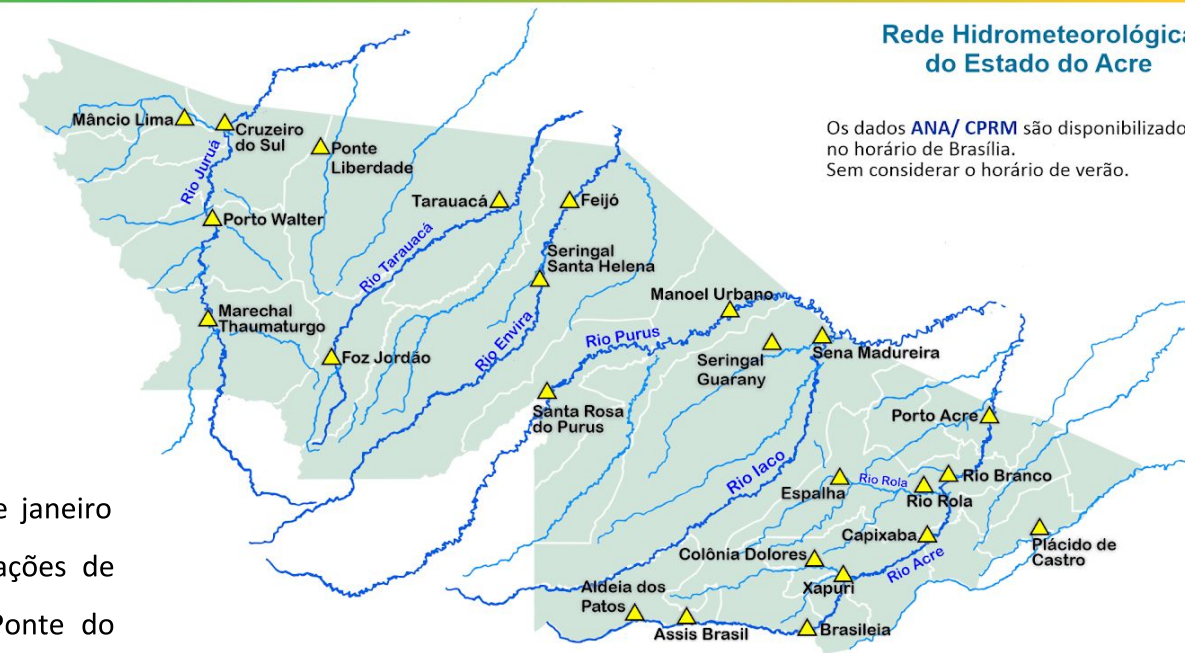 Rede Hidrometeorológica
do Estado do Acre
Os dados ANA/ CPRM são disponibilizado
no horário de Brasília.
Sem considerar o horário de verão.
Mâncio Lima
Cruzeiro
do Sul
Ponte
Liberdade
Rio Juruá
Porto Walter
Tarauacá
Feijó
Rio Tarauacá
Seringal
Santa Helena
Marechal
Thaumaturgo
Foz Jordão
Rio Envira
Manoel Urbano
Rio Purus
Seringal
Guarany
Sena Madureira
Santa Rosa
do Purus
Porto Acre
Rio Iaco
Espalha
Rio Rola
Rio Rola
Rio Branco
Capixaba
Plácido de
Castro
Colônia Dolores
Rio Acre
Xapuri
Aldeia dos
Patos
Assis Brasil
Brasileia
e janeiro
ações de
Ponte do